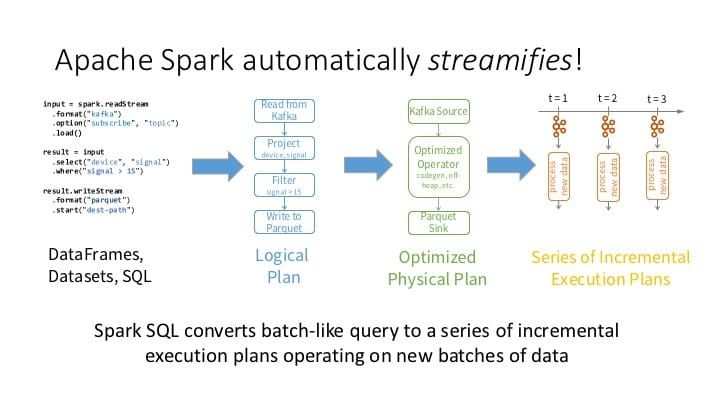 Apache Spark automatically streamifies!
input = spark.readStream
.format("kafka")
.option("subscribe", "topic")
.load()
result = input
.select("device", "signal")
.where("signal > 15")
result.writeStream
.format("parquet")
.start("dest-path")
DataFrames,
Datasets, SQL
Read from
Kafka
Project
device, signal
Filter
signal > 15
Write to
Parquet
Logical
Plan
Kafka Source
Optimized
Operator
codegen, off-
heap, etc.
Parquet
Sink
Optimized
Physical Plan
t = 1
t = 2
t = 3
process
new data
process
new data
process
new data
Series of Incremental
Execution Plans
Spark SQL converts batch-like query to a series of incremental
execution plans operating on new batches of data